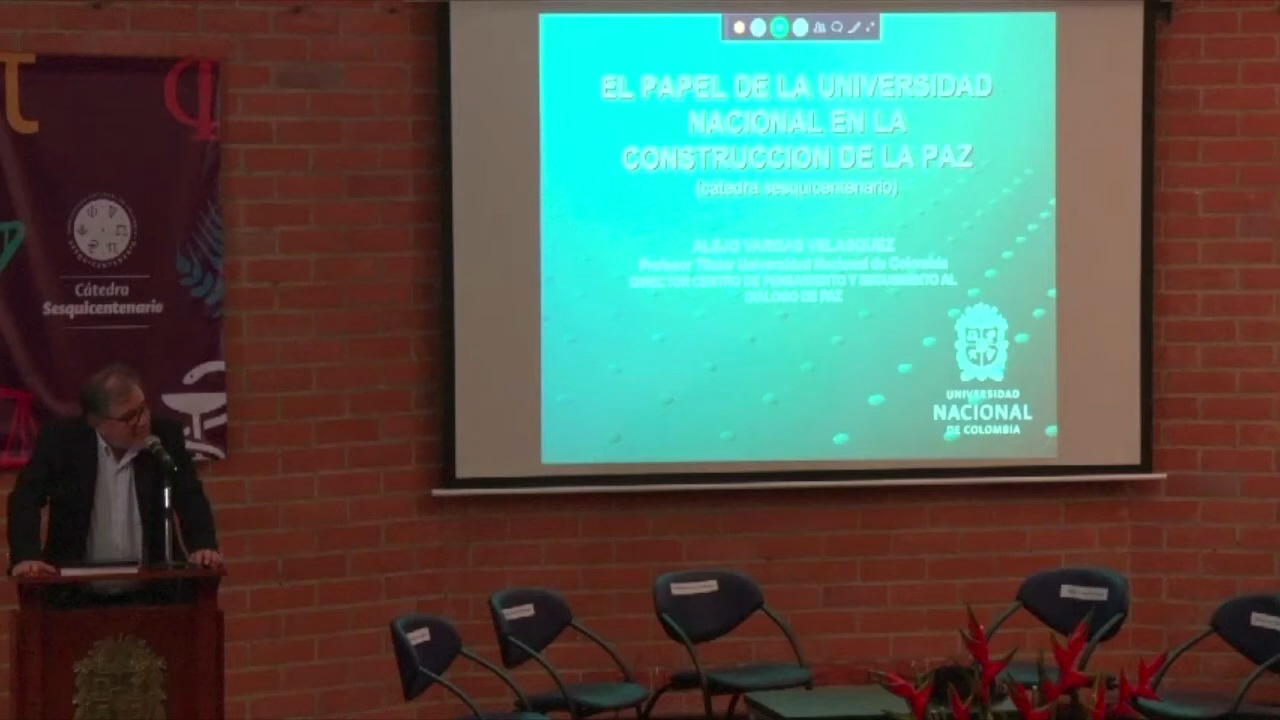 EL PAPEL DE LA UNIVERSIDAD
NACIONAL EN LA
CONSTRUCCION DE LA PAZ
(cátedra sesquicentenario)
ALEJO VARGAS VELASQUEZ
Profesor Titular Universidad Nacional de Colombia
DIRECTOR CENTRO DE PENSAMIENTO Y SEGUIMIENTO AL
DIALOGO DE PAZ
UNIVERSIDAD
NACIONAL
DE COLOMBIA
Cátedra
Sesquicentenario